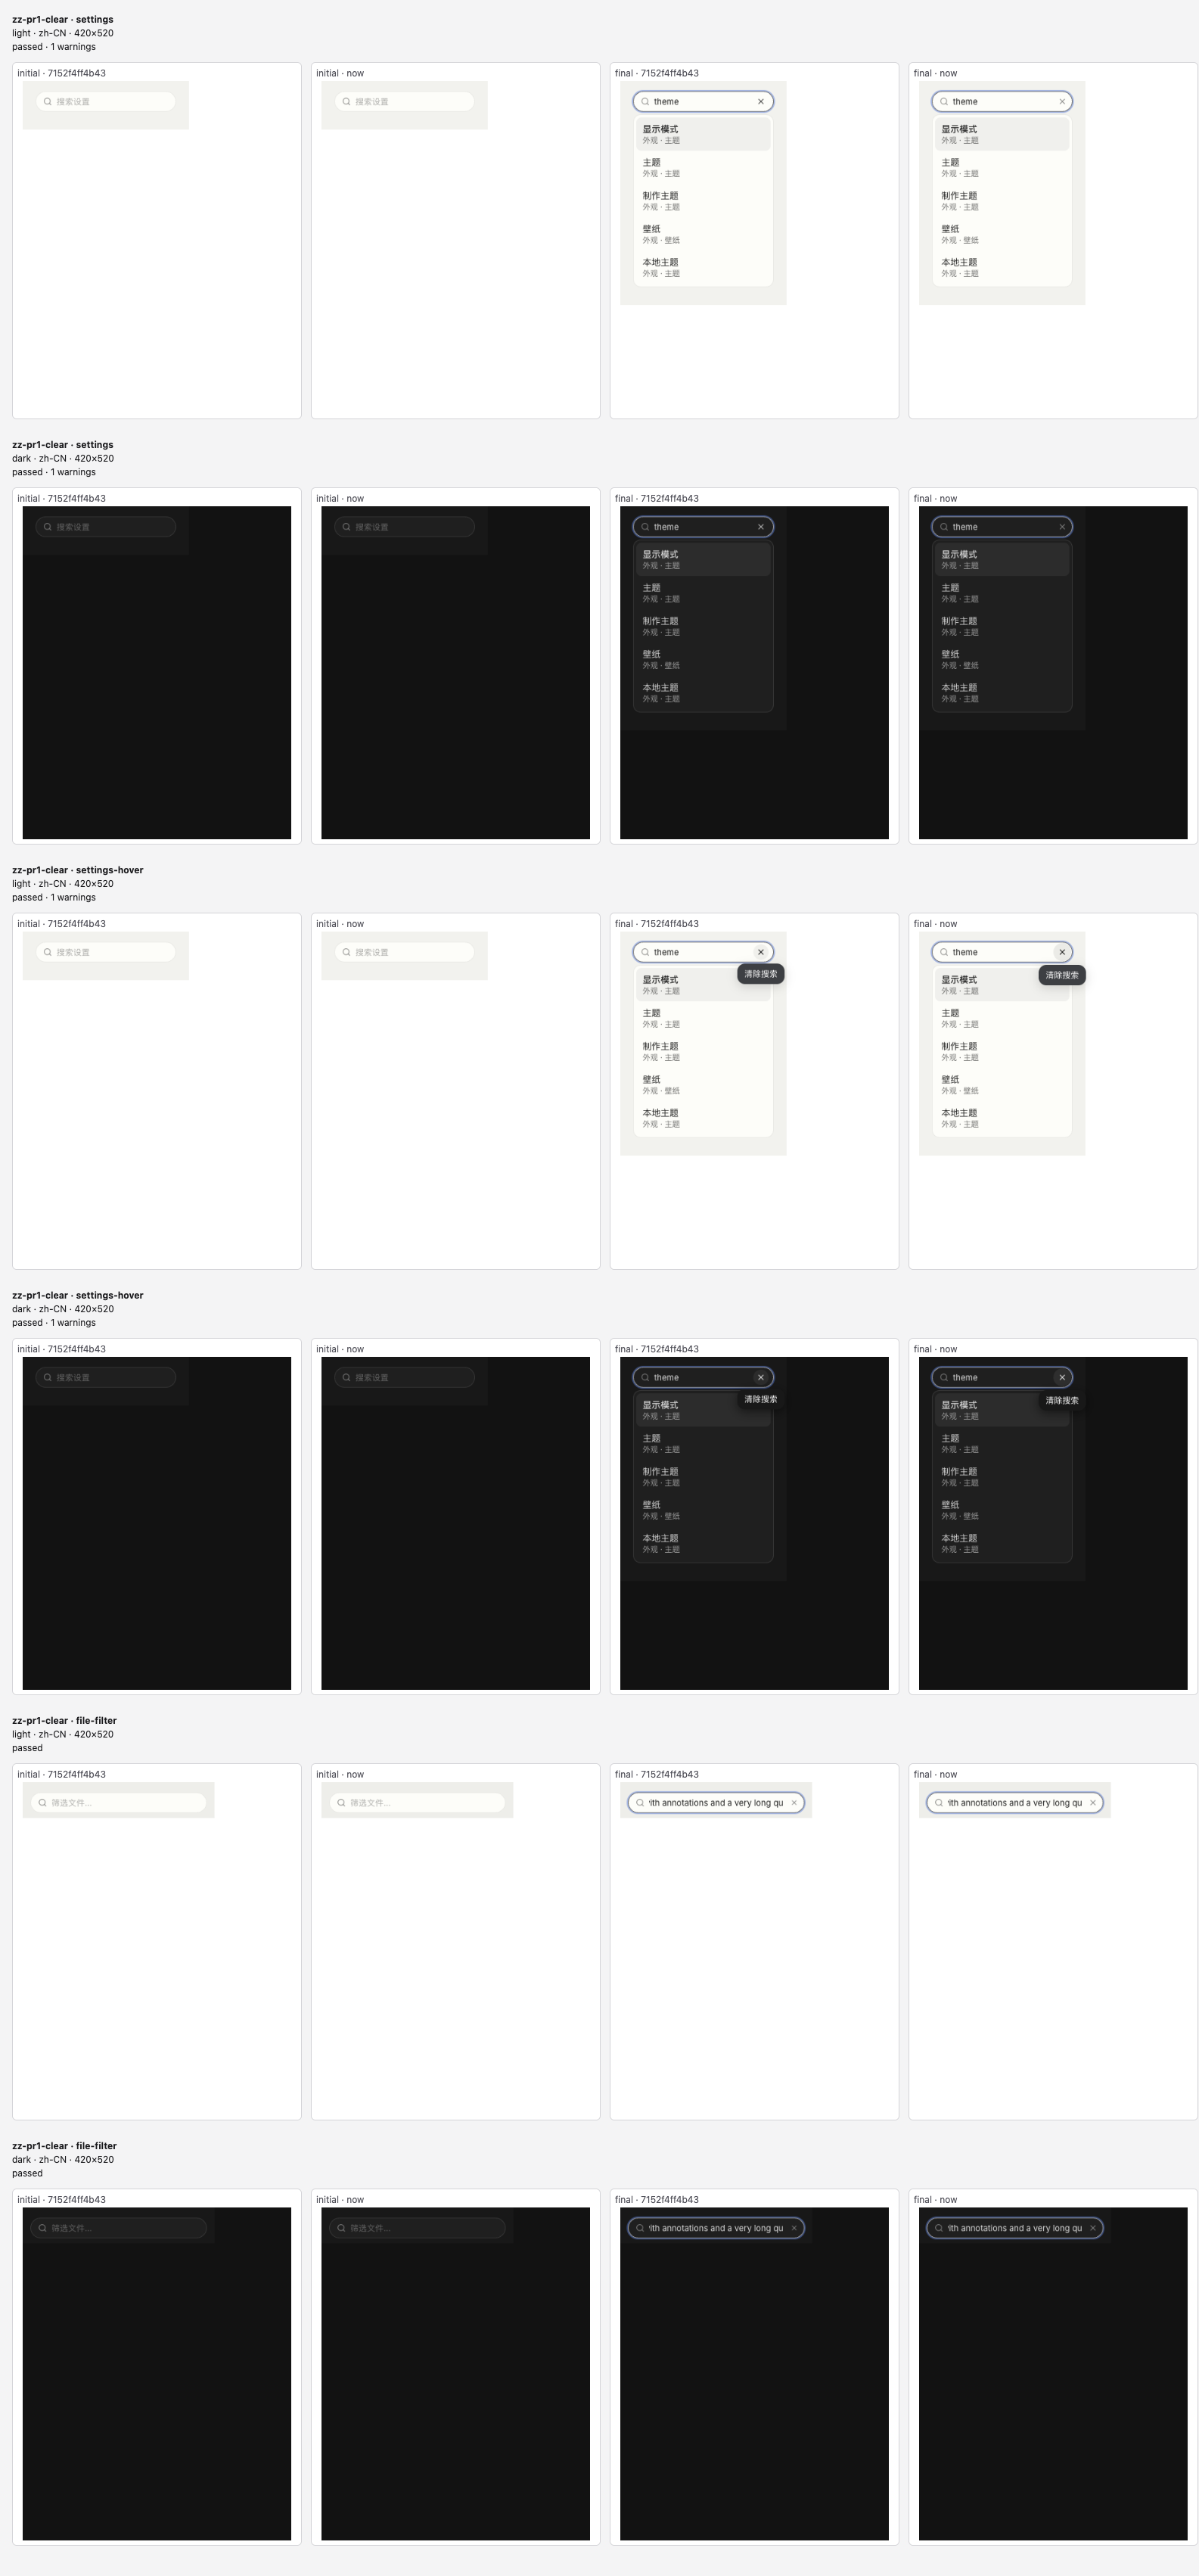 zz-pr1-clear · settings
light · zh-CN · 420×520
passed · 1 warnings
initial · 7152f4ff4b43
搜索设置
initial · now
搜索设置
final · 7152f4ff4b43
theme
显示模式
外观 · 主题
主题
外观 · 主题
制作主题
外观 · 主题
壁纸
外观 · 壁纸
本地主题
外观 · 主题
final · now
theme
显示模式
外观 · 主题
主题
外观 · 主题
制作主题
外观 · 主题
壁纸
外观 · 壁纸
本地主题
外观 · 主题
zz-pr1-clear · settings
dark · zh-CN · 420×520
passed · 1 warnings
initial · 7152f4ff4b43
搜索设置
initial · now
搜索设置
final · 7152f4ff4b43
theme
显示模式
外观 · 主题
主题
外观 · 主题
制作主题
外观 · 主题
壁纸
外观 · 壁纸
本地主题
外观 · 主题
final · now
theme
显示模式
外观 · 主题
主题
外观 · 主题
制作主题
外观 · 主题
壁纸
外观 · 壁纸
本地主题
外观 · 主题
zz-pr1-clear · settings-hover
light · zh-CN · 420×520
passed · 1 warnings
initial · 7152f4ff4b43
搜索设置
initial · now
搜索设置
final · 7152f4ff4b43
theme
清除搜索
显示模式
外观 · 主题
主题
外观 · 主题
制作主题
外观 · 主题
壁纸
外观 · 壁纸
本地主题
外观 · 主题
final · now
theme
清除搜索
显示模式
外观 · 主题
主题
外观 · 主题
制作主题
外观 · 主题
壁纸
外观 · 壁纸
本地主题
外观 · 主题
zz-pr1-clear · settings-hover
dark · zh-CN · 420×520
passed · 1 warnings
initial · 7152f4ff4b43
搜索设置
initial · now
搜索设置
final · 7152f4ff4b43
theme
清除搜索
显示模式
外观 · 主题
主题
外观 · 主题
制作主题
外观 · 主题
壁纸
外观 · 壁纸
本地主题
外观 · 主题
final · now
theme
清除搜索
显示模式
外观 · 主题
主题
外观 · 主题
制作主题
外观 · 主题
壁纸
外观 · 壁纸
本地主题
外观 · 主题
zz-pr1-clear · file-filter
light · zh-CN · 420×520
passed
initial · 7152f4ff4b43
筛选文件...
initial · now
筛选文件...
final · 7152f4ff4b43
ith annotations and a very long qu
final · now
ith annotations and a very long qu
zz-pr1-clear · file-filter
dark · zh-CN · 420×520
passed
initial · 7152f4ff4b43
筛选文件...
initial · now
筛选文件...
final · 7152f4ff4b43
ith annotations and a very long qu
final · now
ith annotations and a very long qu